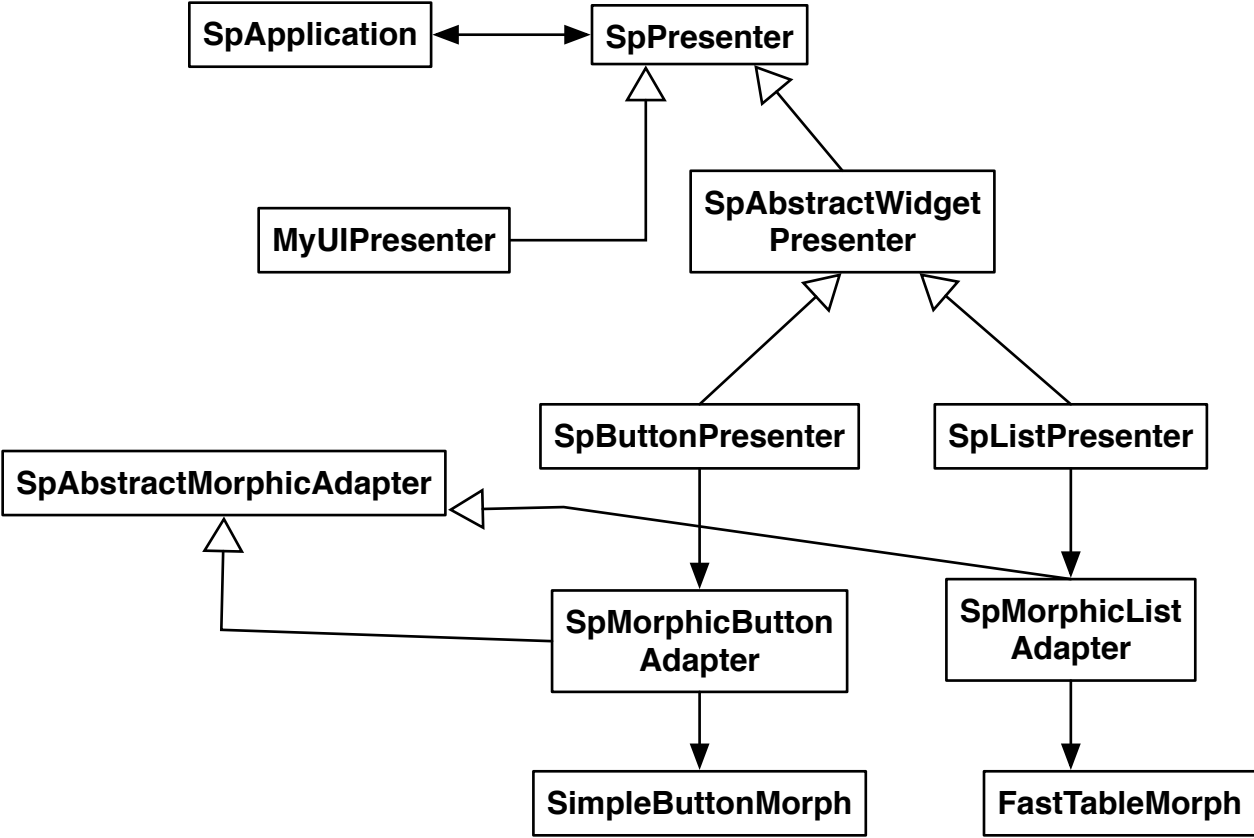 SpApplication
SpPresenter
SpAbstractWidget
Presenter
MyUIPresenter
SpButtonPresenter
SpListPresenter
SpAbstractMorphicAdapter
SpMorphicButton
Adapter
SpMorphicList
Adapter
SimpleButtonMorph
FastTableMorph